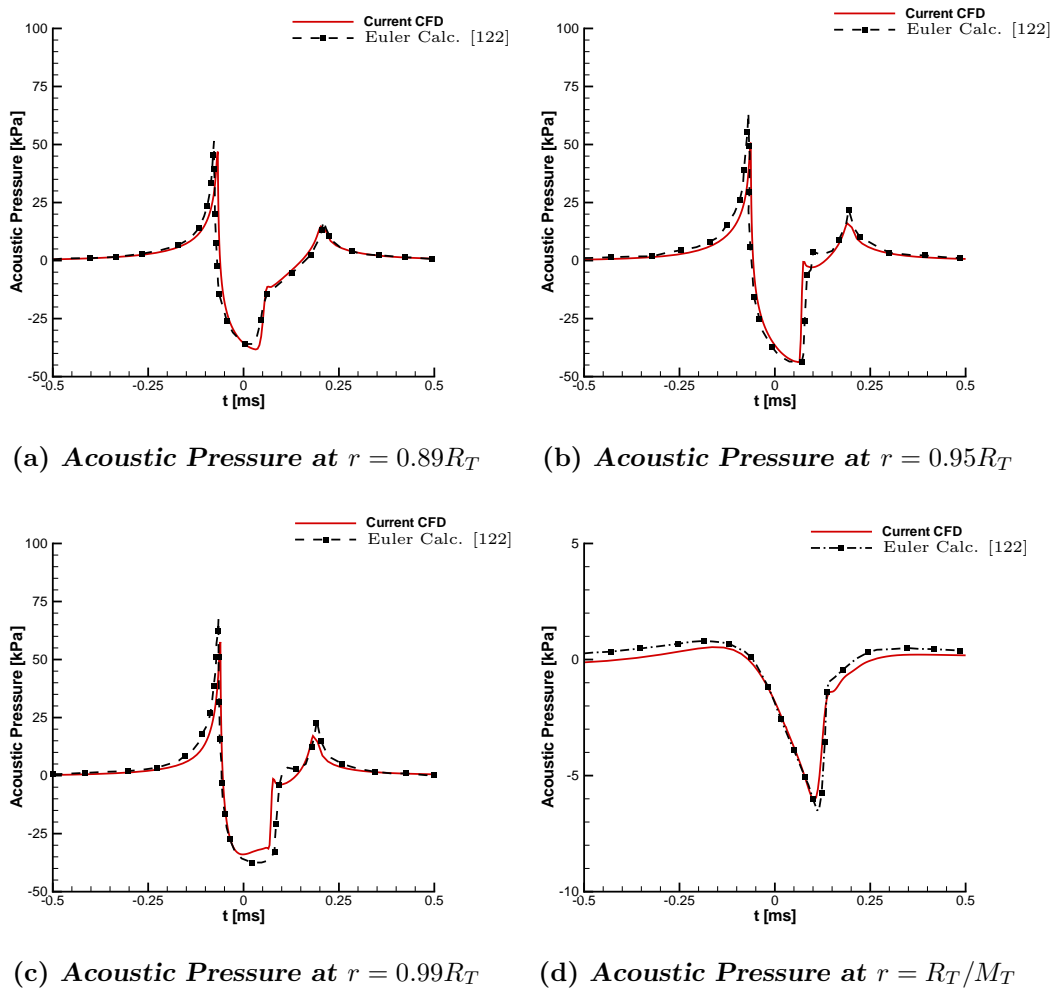 Current CFD
Euler Calc. [122]
Acoustic Pressure [kPa]
100
75
50
25
0
-25
-50
-0.5 -0.25 0 0.25 0.5
t [ms]
(a) Acoustic Pressure at r = 0.89R_T
Current CFD
Euler Calc. [122]
Acoustic Pressure [kPa]
100
75
50
25
0
-25
-50
-0.5 -0.25 0 0.25 0.5
t [ms]
(b) Acoustic Pressure at r = 0.95R_T
Current CFD
Euler Calc. [122]
Acoustic Pressure [kPa]
100
75
50
25
0
-25
-50
-0.5 -0.25 0 0.25 0.5
t [ms]
(c) Acoustic Pressure at r = 0.99R_T
Current CFD
Euler Calc. [122]
Acoustic Pressure [kPa]
5
0
-5
-10
-0.5 -0.25 0 0.25 0.5
t [ms]
(d) Acoustic Pressure at r = R_T/M_T